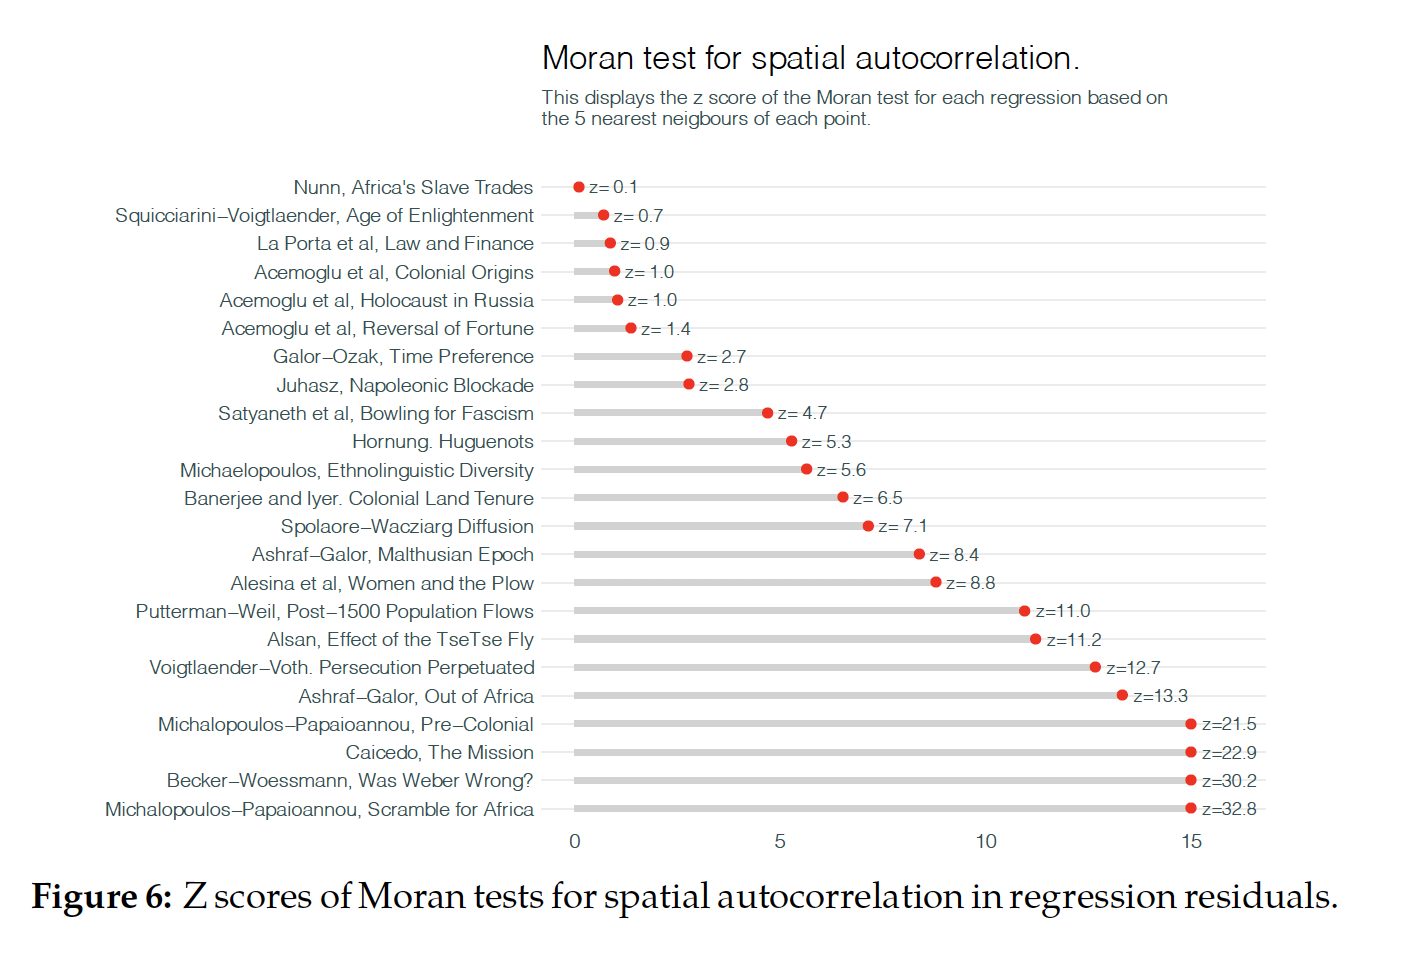 Moran test for spatial autocorrelation.
This displays the z score of the Moran test for each regression based on
the 5 nearest neigbours of each point.
Nunn, Africa's Slave Trades z= 0.1
Squicciarini–Voigtlaender, Age of Enlightenment z= 0.7
La Porta et al, Law and Finance z= 0.9
Acemoglu et al, Colonial Origins z= 1.0
Acemoglu et al, Holocaust in Russia z= 1.0
Acemoglu et al, Reversal of Fortune z= 1.4
Galor–Ozak, Time Preference z= 2.7
Juhasz, Napoleonic Blockade z= 2.8
Satyaneth et al, Bowling for Fascism z= 4.7
Hornung. Huguenots z= 5.3
Michaelopoulos, Ethnolinguistic Diversity z= 5.6
Banerjee and Iyer. Colonial Land Tenure z= 6.5
Spolaore–Wacziarg Diffusion z= 7.1
Ashraf–Galor, Malthusian Epoch z= 8.4
Alesina et al, Women and the Plow z= 8.8
Putterman–Weil, Post–1500 Population Flows z=11.0
Alsan, Effect of the TseTse Fly z=11.2
Voigtlaender–Voth. Persecution Perpetuated z=12.7
Ashraf–Galor, Out of Africa z=13.3
Michalopoulos–Papaioannou, Pre–Colonial z=21.5
Caicedo, The Mission z=22.9
Becker–Woessmann, Was Weber Wrong? z=30.2
Michalopoulos–Papaioannou, Scramble for Africa z=32.8
0 5 10 15
Figure 6: Z scores of Moran tests for spatial autocorrelation in regression residuals.